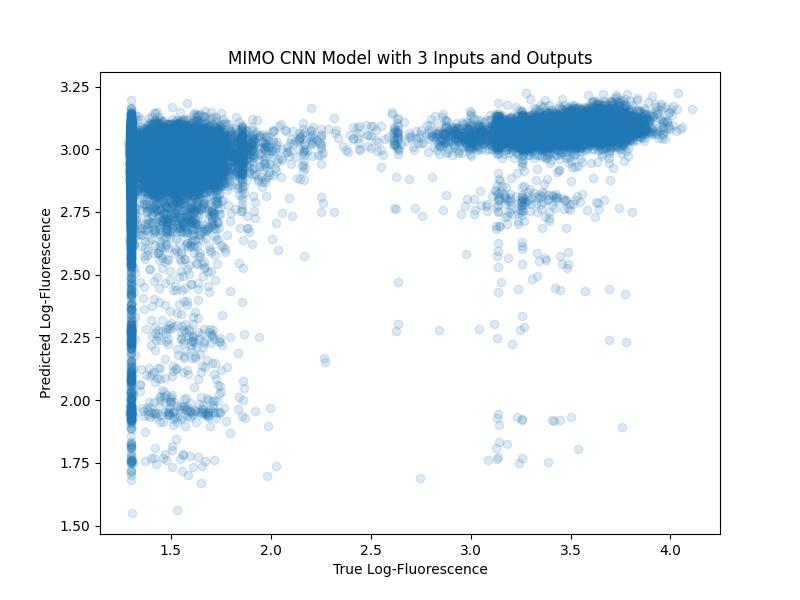 MIMO CNN Model with 3 Inputs and Outputs
3.25
3.00
2.75
2.50
2.25
2.00
1.75
1.50
Predicted Log-Fluorescence
1.5 2.0 2.5 3.0 3.5 4.0
True Log-Fluorescence